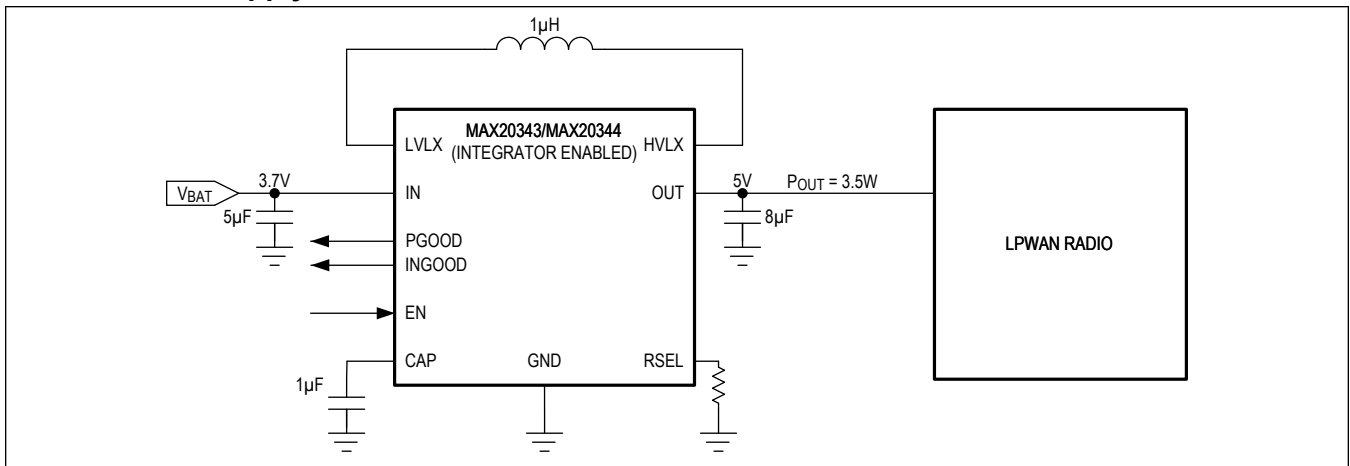 1µH
MAX20343/MAX20344
(INTEGRATOR ENABLED)
LVLX
HVLX
VBAT
3.7V
IN
OUT
5V
POUT = 3.5W
5µF
8µF
PGOOD
INGOOD
LPWAN RADIO
EN
CAP
GND
RSEL
1µF